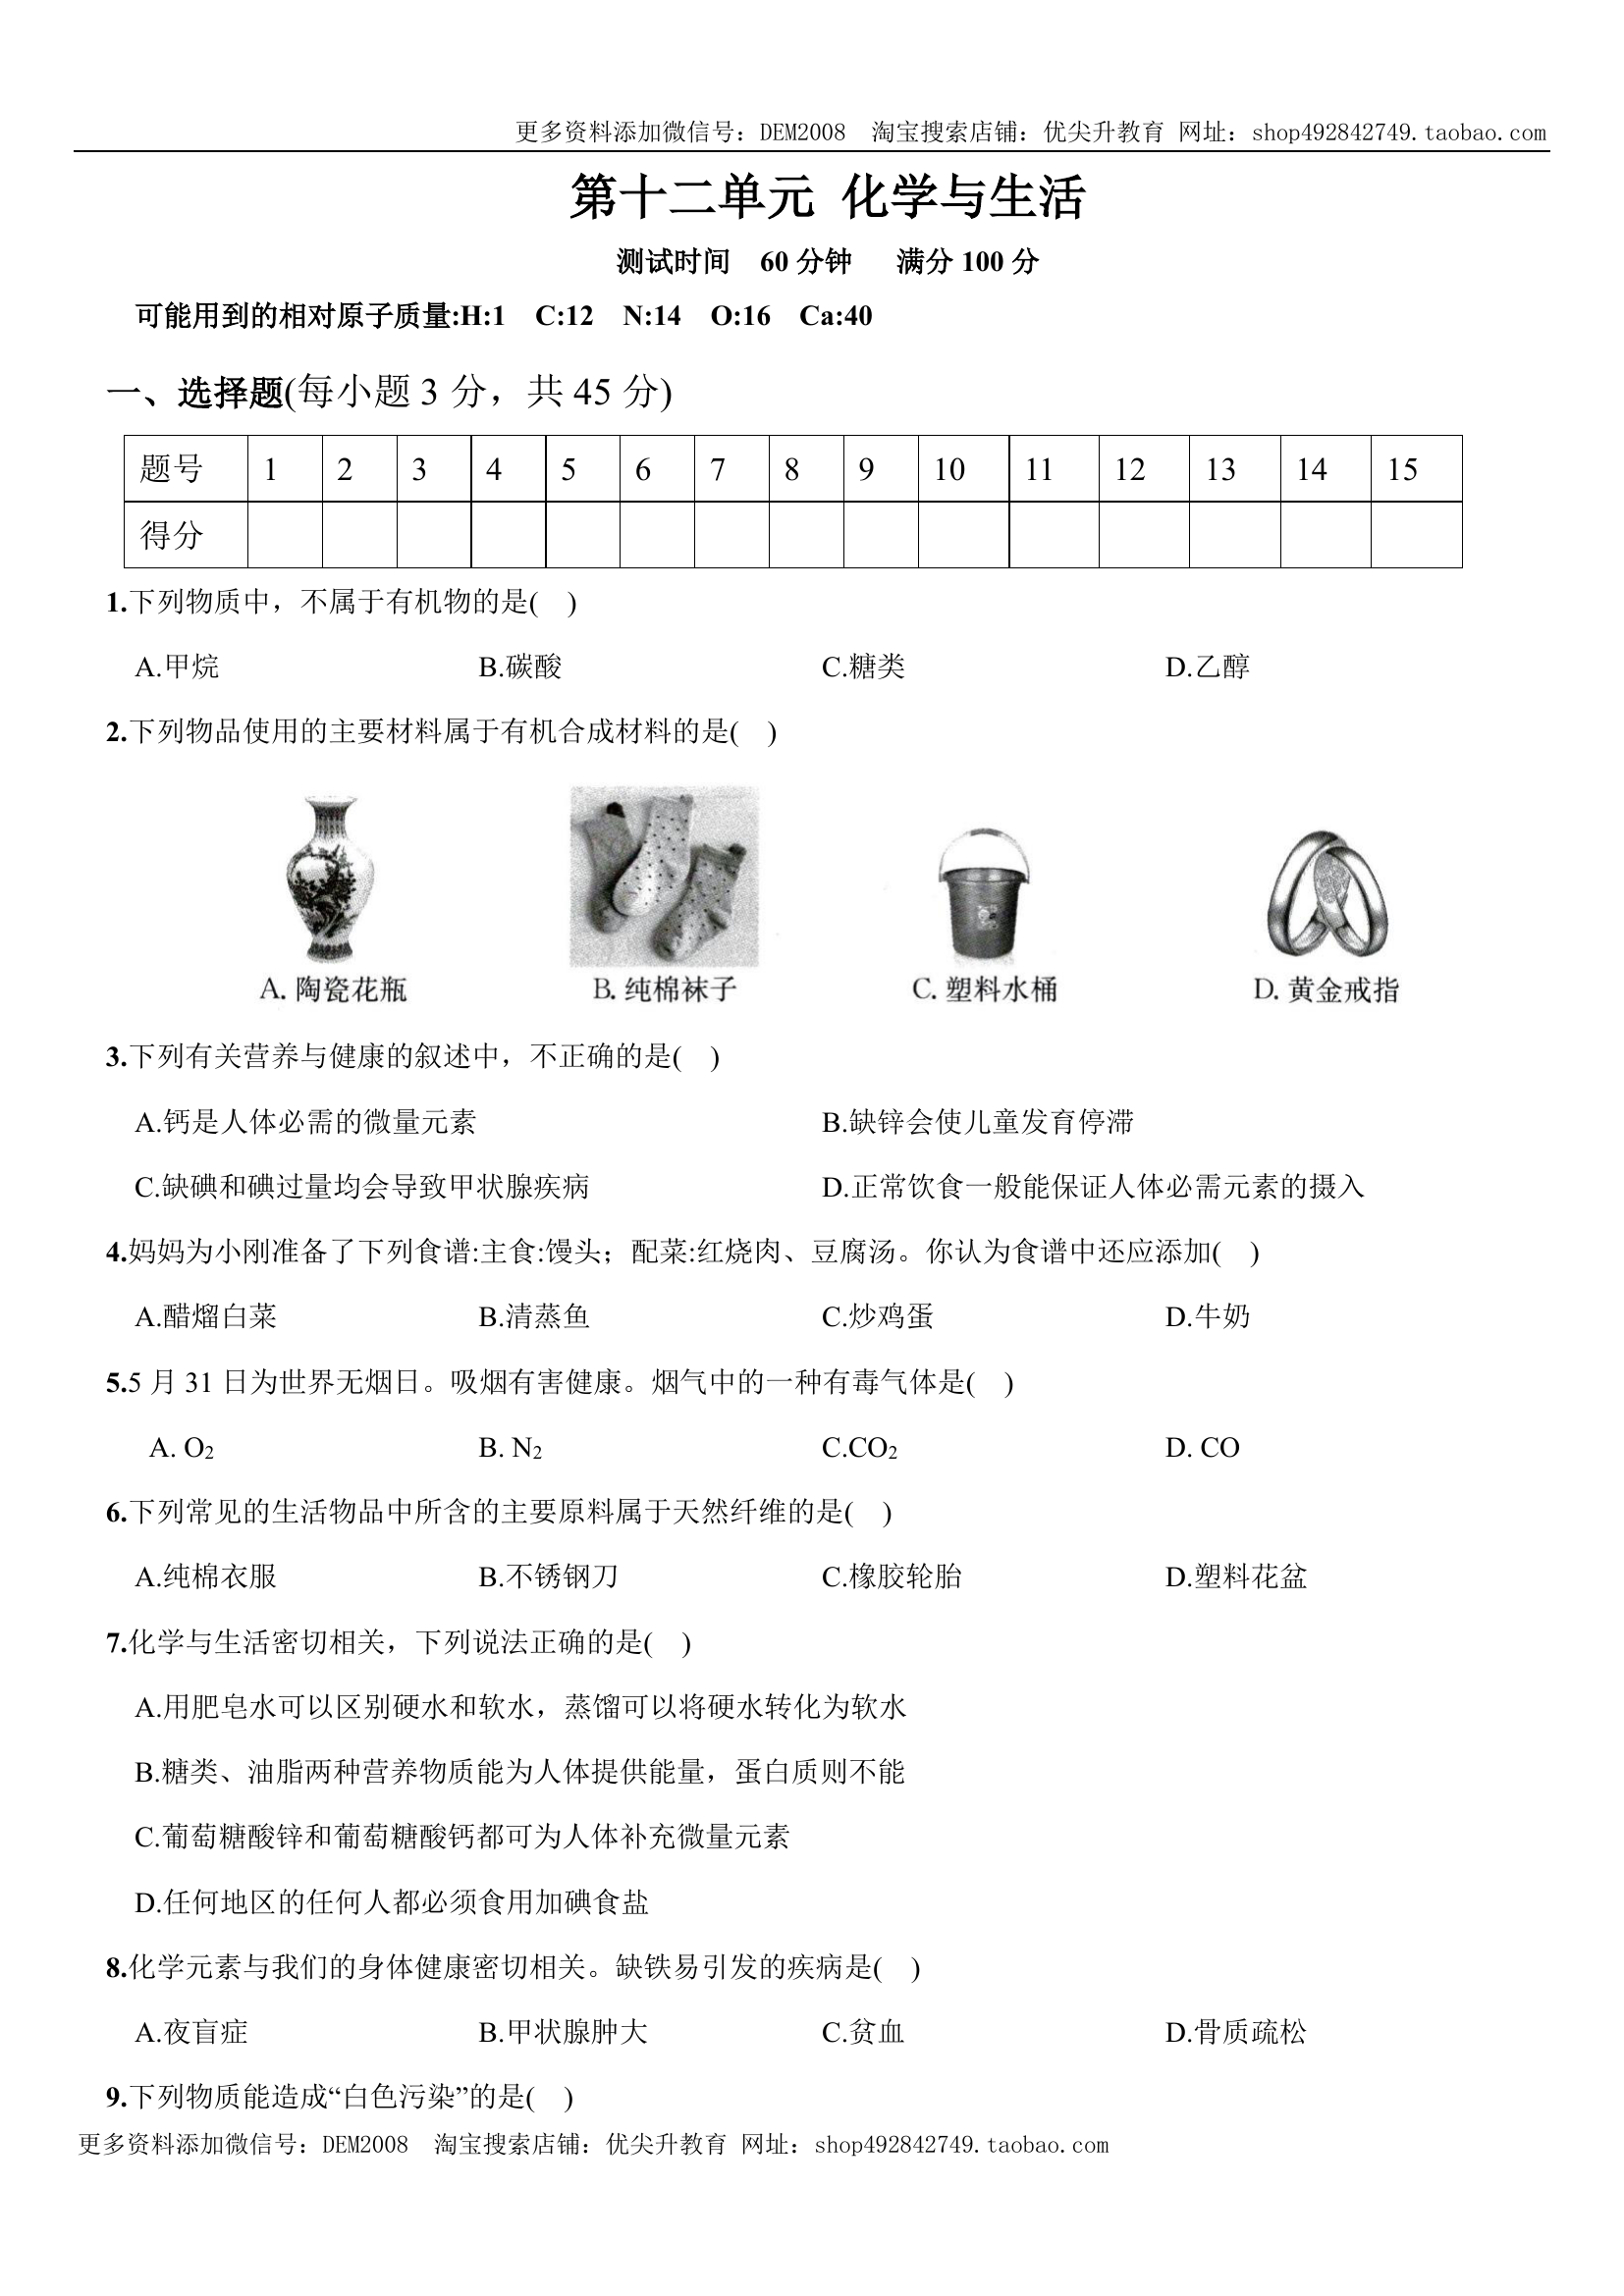 更多资料添加微信号：DEM2008　淘宝搜索店铺：优尖升教育 网址：shop492842749.taobao.com
第十二单元 化学与生活
测试时间　60 分钟　 满分 100 分
可能用到的相对原子质量:H:1　C:12　N:14　O:16　Ca:40
一、选择题(每小题 3 分，共 45 分)
题号 1 2 3 4 5 6 7 8 9 10 11 12 13 14 15
得分
1.下列物质中，不属于有机物的是(　)
A.甲烷 B.碳酸 C.糖类 D.乙醇
2.下列物品使用的主要材料属于有机合成材料的是(　)
A. 陶瓷花瓶 B. 纯棉袜子 C. 塑料水桶 D. 黄金戒指
3.下列有关营养与健康的叙述中，不正确的是(　)
A.钙是人体必需的微量元素 B.缺锌会使儿童发育停滞
C.缺碘和碘过量均会导致甲状腺疾病 D.正常饮食一般能保证人体必需元素的摄入
4.妈妈为小刚准备了下列食谱:主食:馒头；配菜:红烧肉、豆腐汤。你认为食谱中还应添加(　)
A.醋熘白菜 B.清蒸鱼 C.炒鸡蛋 D.牛奶
5.5 月 31 日为世界无烟日。吸烟有害健康。烟气中的一种有毒气体是(　)
A. O₂ B. N₂ C.CO₂ D. CO
6.下列常见的生活物品中所含的主要原料属于天然纤维的是(　)
A.纯棉衣服 B.不锈钢刀 C.橡胶轮胎 D.塑料花盆
7.化学与生活密切相关，下列说法正确的是(　)
A.用肥皂水可以区别硬水和软水，蒸馏可以将硬水转化为软水
B.糖类、油脂两种营养物质能为人体提供能量，蛋白质则不能
C.葡萄糖酸锌和葡萄糖酸钙都可为人体补充微量元素
D.任何地区的任何人都必须食用加碘食盐
8.化学元素与我们的身体健康密切相关。缺铁易引发的疾病是(　)
A.夜盲症 B.甲状腺肿大 C.贫血 D.骨质疏松
9.下列物质能造成“白色污染”的是(　)
更多资料添加微信号：DEM2008　淘宝搜索店铺：优尖升教育 网址：shop492842749.taobao.com